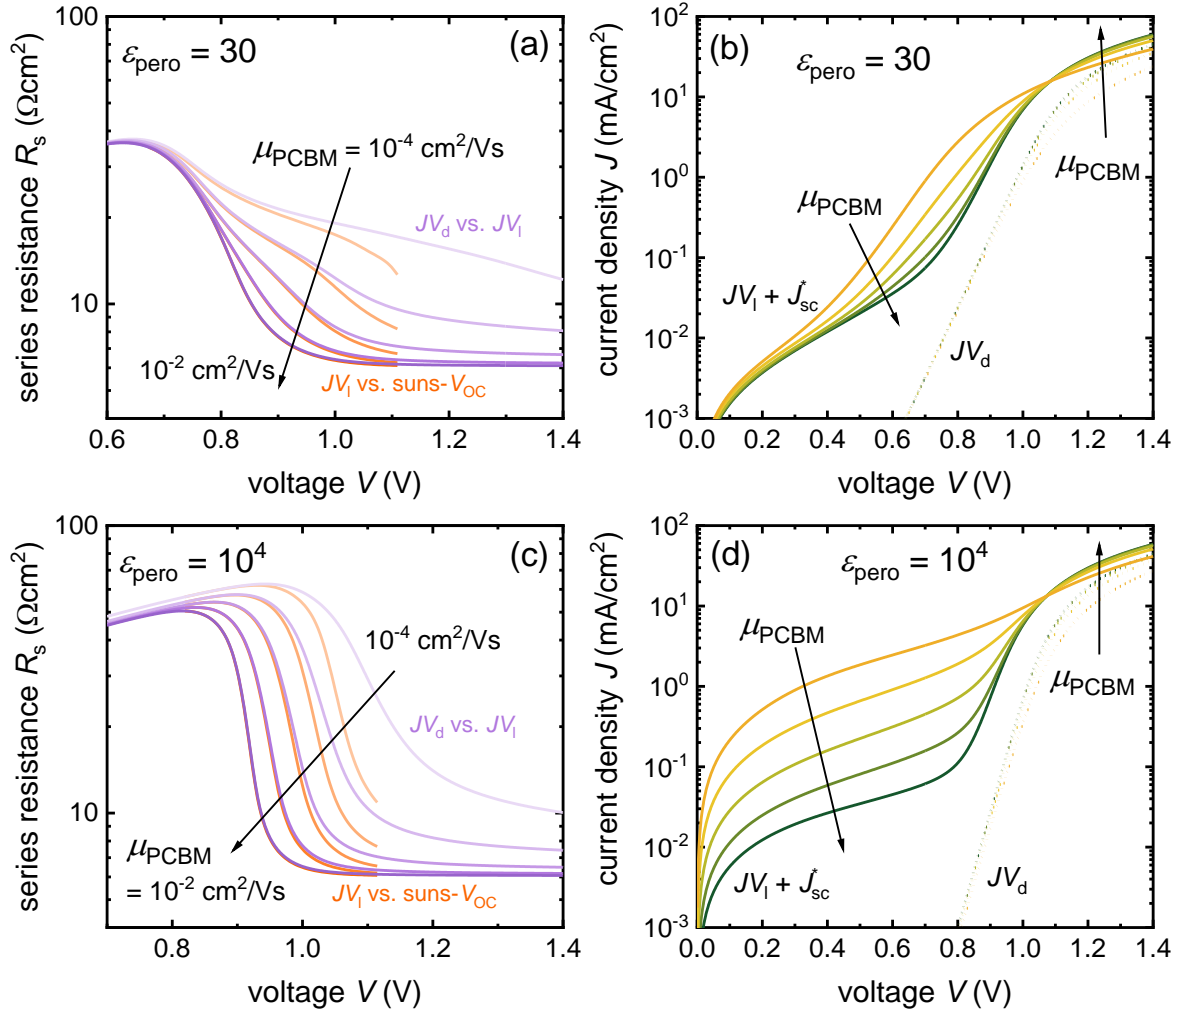 (a)
ε_pero = 30
μ_PCBM = 10⁻⁴ cm²/Vs
JV_d vs. JV_l
10⁻² cm²/Vs
JV_l vs. suns-V_OC
series resistance R_s (Ωcm²)
100
10
0.6 0.8 1.0 1.2 1.4
voltage V (V)
(b)
ε_pero = 30
μ_PCBM
μ_PCBM
JV_l + J*_sc
JV_d
current density J (mA/cm²)
10²
10¹
10⁰
10⁻¹
10⁻²
10⁻³
0.0 0.2 0.4 0.6 0.8 1.0 1.2 1.4
voltage V (V)
(c)
ε_pero = 10⁴
10⁻⁴ cm²/Vs
JV_d vs. JV_l
μ_PCBM
= 10⁻² cm²/Vs
JV_l vs. suns-V_OC
series resistance R_s (Ωcm²)
100
10
0.8 1.0 1.2 1.4
voltage V (V)
(d)
ε_pero = 10⁴
μ_PCBM
μ_PCBM
JV_l + J*_sc
JV_d
current density J (mA/cm²)
10²
10¹
10⁰
10⁻¹
10⁻²
10⁻³
0.0 0.2 0.4 0.6 0.8 1.0 1.2 1.4
voltage V (V)